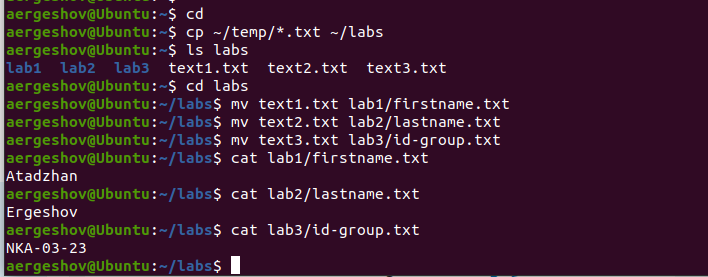 aergeshov@Ubuntu:~$ cd
aergeshov@Ubuntu:~$ cp ~/temp/*.txt ~/labs
aergeshov@Ubuntu:~$ ls labs
lab1  lab2  lab3  text1.txt  text2.txt  text3.txt
aergeshov@Ubuntu:~$ cd labs
aergeshov@Ubuntu:~/labs$ mv text1.txt lab1/firstname.txt
aergeshov@Ubuntu:~/labs$ mv text2.txt lab2/lastname.txt
aergeshov@Ubuntu:~/labs$ mv text3.txt lab3/id-group.txt
aergeshov@Ubuntu:~/labs$ cat lab1/firstname.txt
Atadzhan
aergeshov@Ubuntu:~/labs$ cat lab2/lastname.txt
Ergeshov
aergeshov@Ubuntu:~/labs$ cat lab3/id-group.txt
NKA-03-23
aergeshov@Ubuntu:~/labs$